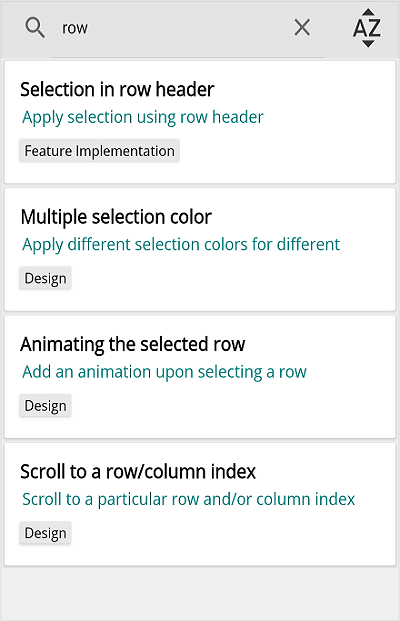 row
AZ
Selection in row header
Apply selection using row header
Feature Implementation
Multiple selection color
Apply different selection colors for different
Design
Animating the selected row
Add an animation upon selecting a row
Design
Scroll to a row/column index
Scroll to a particular row and/or column index
Design